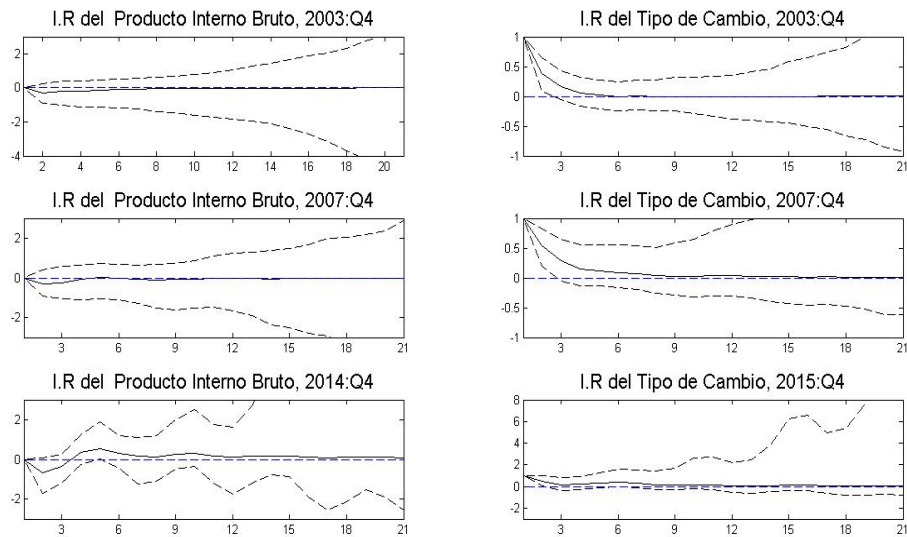 I.R del  Producto Interno Bruto, 2003:Q4
2
0
-2
-4
2 4 6 8 10 12 14 16 18 20
I.R del Tipo de Cambio, 2003:Q4
1
0.5
0
-0.5
-1
3 6 9 12 15 18 21
I.R del  Producto Interno Bruto, 2007:Q4
2
0
-2
3 6 9 12 15 18 21
I.R del Tipo de Cambio, 2007:Q4
1
0.5
0
-0.5
-1
3 6 9 12 15 18 21
I.R del  Producto Interno Bruto, 2014:Q4
2
0
-2
3 6 9 12 15 18 21
I.R del Tipo de Cambio, 2015:Q4
8
6
4
2
0
-2
3 6 9 12 15 18 21